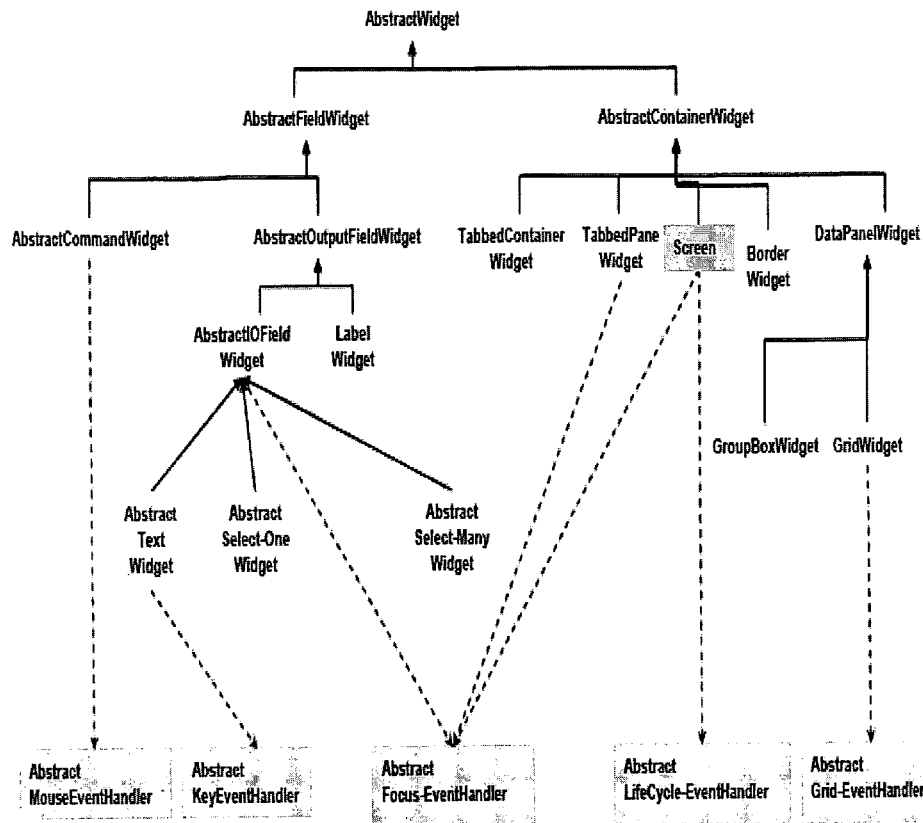 AbstractWidget
AbstractFieldWidget
AbstractContainerWidget
AbstractCommandWidget
AbstractOutputFieldWidget
TabbedContainer
Widget
TabbedPane
Widget
Screen
Border
Widget
DataPanelWidget
AbstractIOField
Widget
Label
Widget
GroupBoxWidget
GridWidget
Abstract
Text
Widget
Abstract
Select-One
Widget
Abstract
Select-Many
Widget
Abstract
MouseEventHandler
Abstract
KeyEventHandler
Abstract
Focus-EventHandler
Abstract
LifeCycle-EventHandler
Abstract
Grid-EventHandler